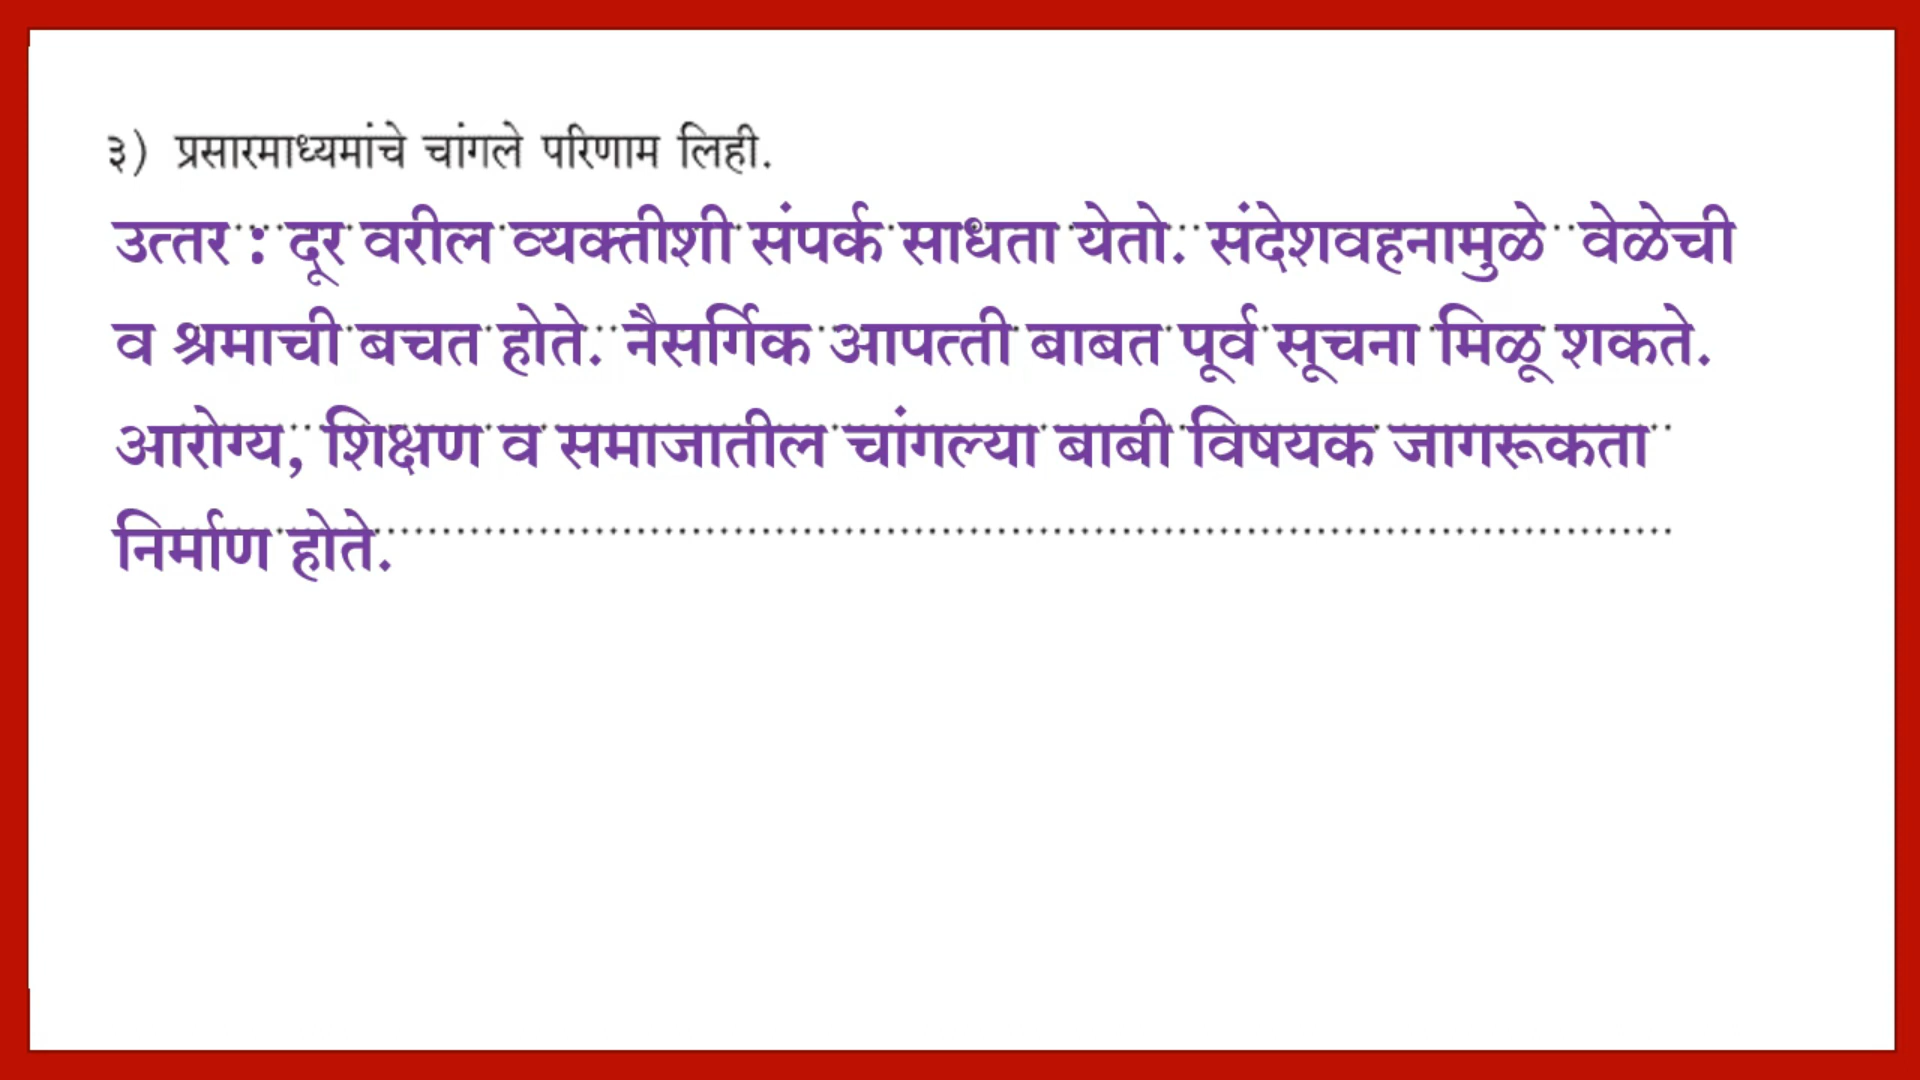 ३) प्रसारमाध्यमांचे चांगले परिणाम लिही.
उत्तर : दूर वरील व्यक्तीशी संपर्क साधता येतो. संदेशवहनामुळे वेळेची
व श्रमाची बचत होते. नैसर्गिक आपत्ती बाबत पूर्व सूचना मिळू शकते.
आरोग्य, शिक्षण व समाजातील चांगल्या बाबी विषयक जागरूकता
निर्माण होते.